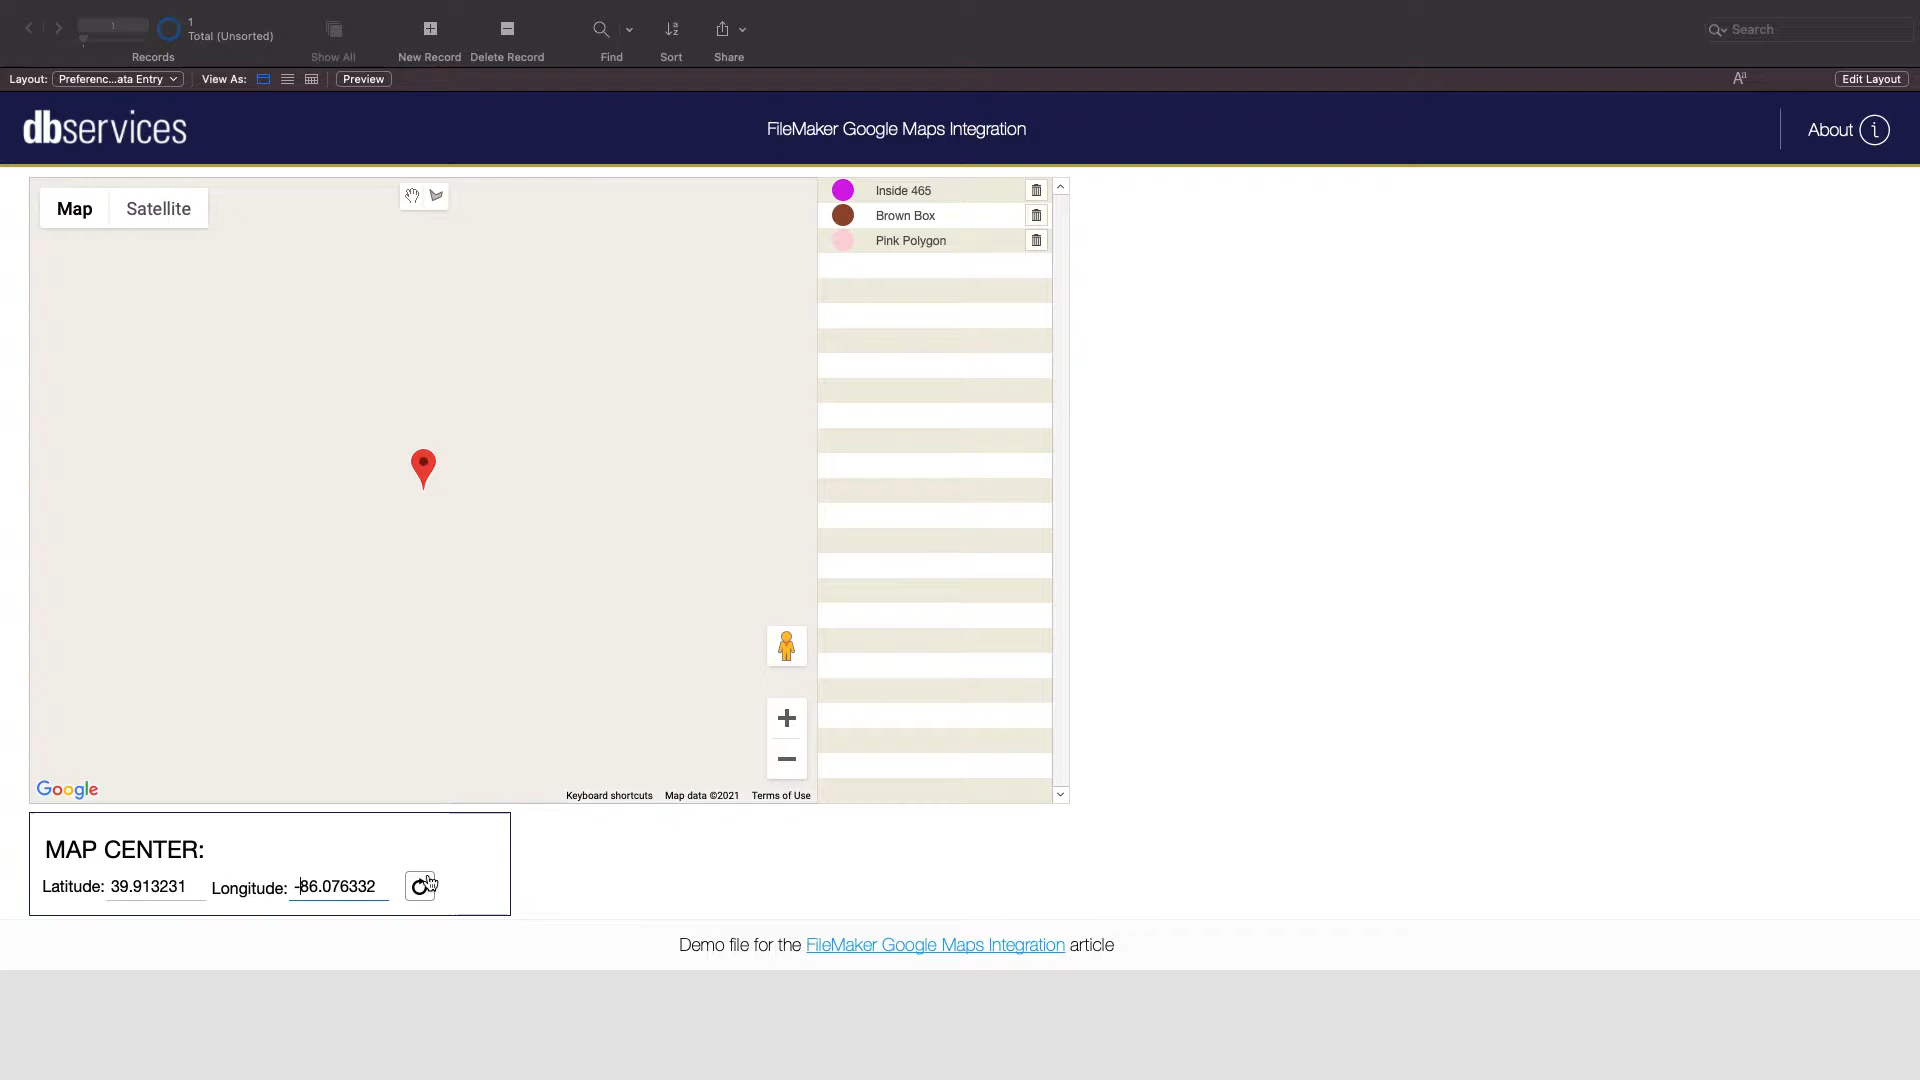 1
1
Total (Unsorted)
Records
Show All
New Record
Delete Record
Find
Sort
Share
Search
Layout:
Preferenc...ata Entry
View As:
Preview
Aa
Edit Layout
dbservices
FileMaker Google Maps Integration
About i
Map
Satellite
Inside 465
Brown Box
Pink Polygon
Google
Keyboard shortcuts
Map data ©2021
Terms of Use
MAP CENTER:
Latitude: 39.913231 Longitude: -86.076332
Demo file for the FileMaker Google Maps Integration article